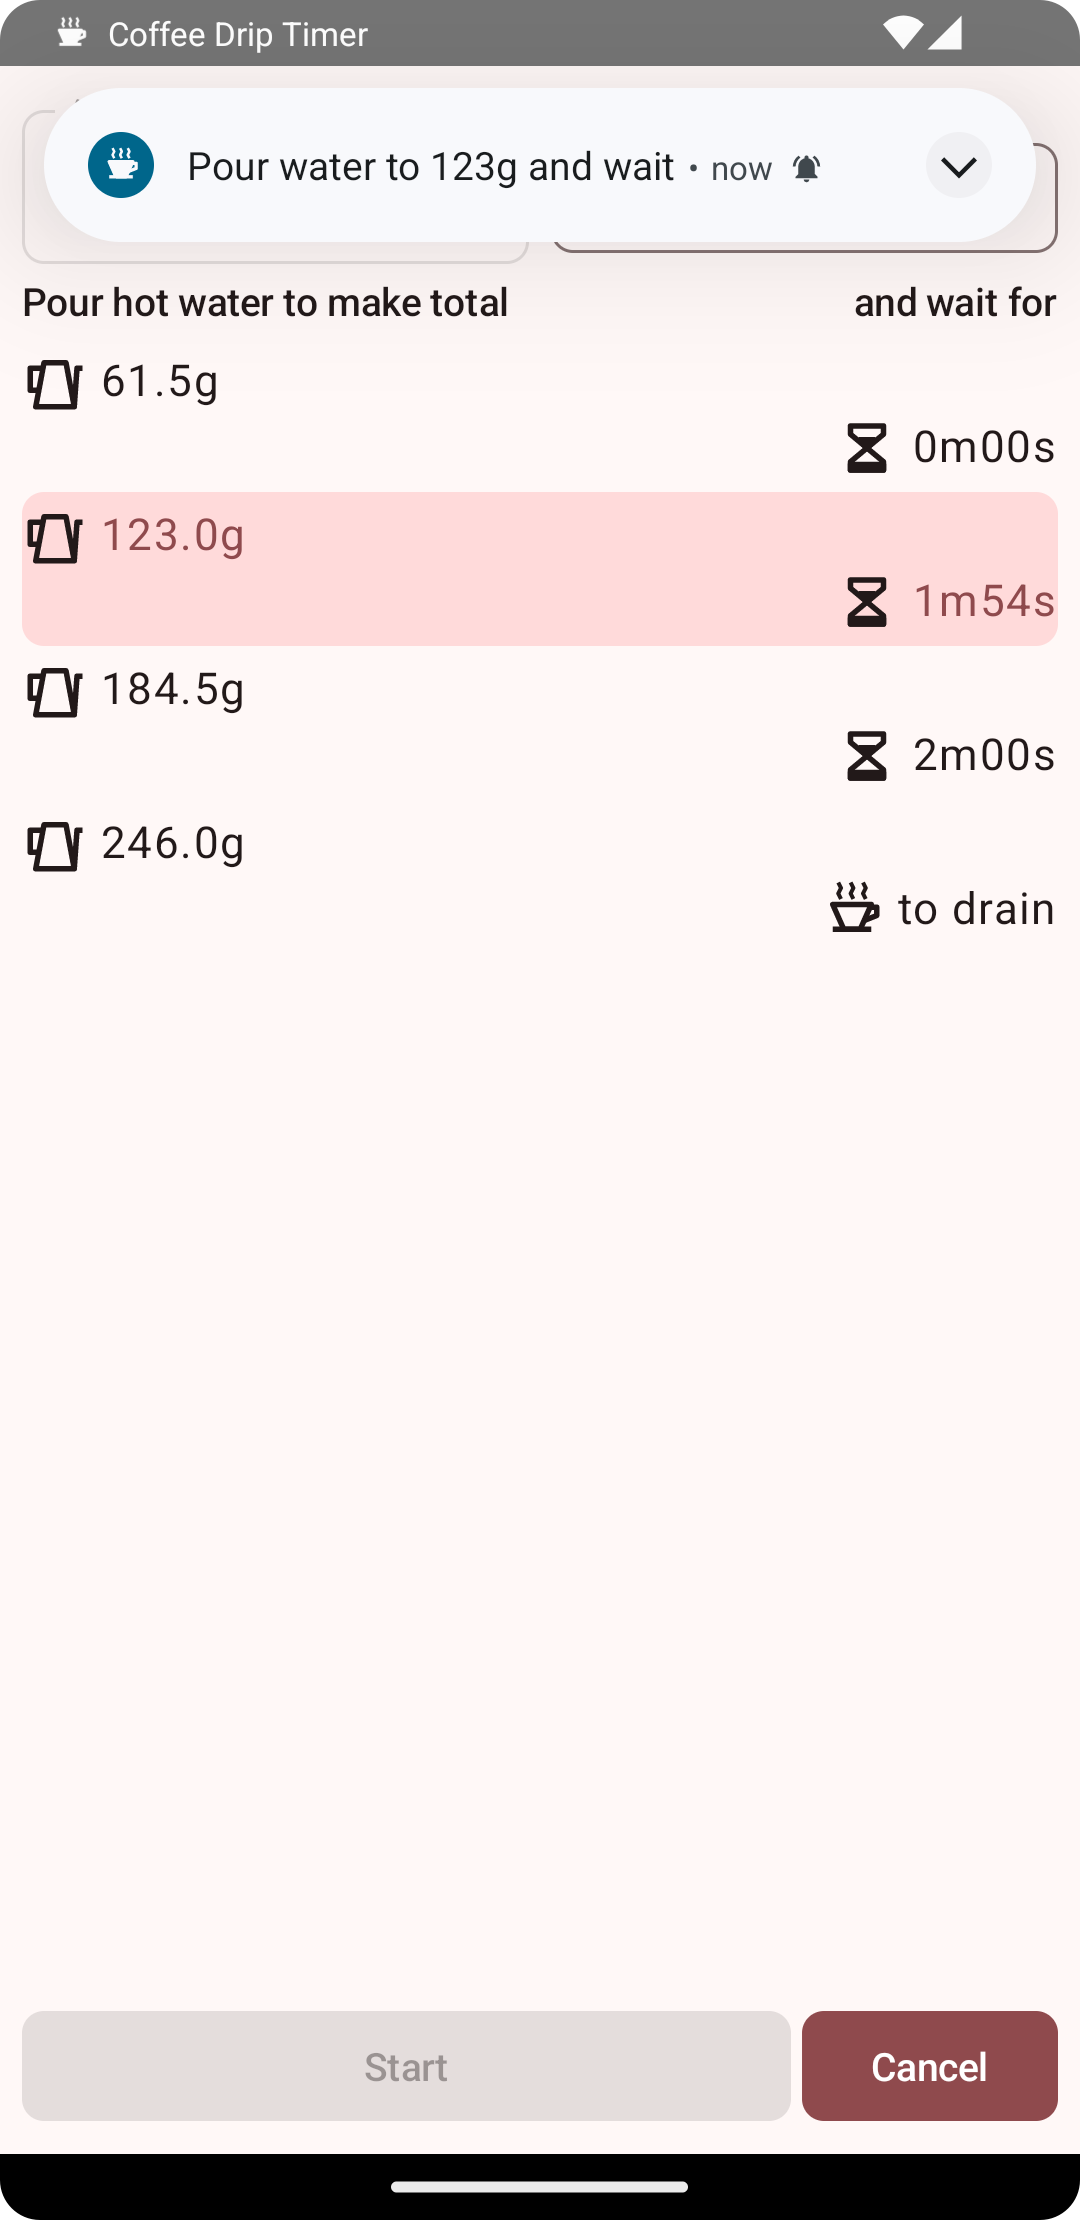 Coffee Drip Timer
Pour water to 123g and wait • now
Pour hot water to make total and wait for
61.5g
0m00s
123.0g
1m54s
184.5g
2m00s
246.0g
to drain
Start Cancel